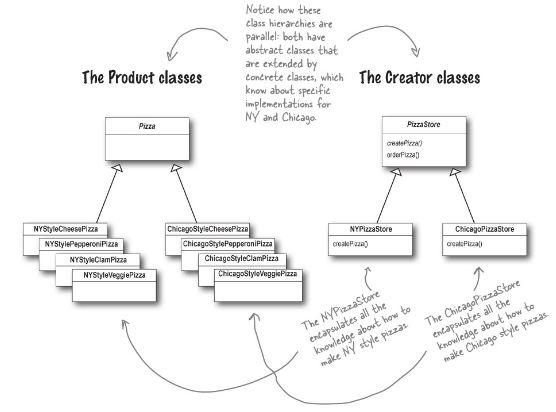 Notice how these
class hierarchies are
parallel: both have
abstract classes that
are extended by
concrete classes, which
know about specific
implementations for
NY and Chicago.
The Product classes
The Creator classes
Pizza
PizzaStore
createPizza()
orderPizza()
NYStyleCheesePizza
NYStylePepperoniPizza
NYStyleClamPizza
NYStyleVeggiePizza
ChicagoStyleCheesePizza
ChicagoStylePepperoniPizza
ChicagoStyleClamPizza
ChicagoStyleVeggiePizza
NYPizzaStore
createPizza()
ChicagoPizzaStore
createPizza()
The NYPizzaStore
encapsulates all the
knowledge about how to
make NY style pizzas
The ChicagoPizzaStore
encapsulates all the
knowledge about how to
make Chicago style pizzas